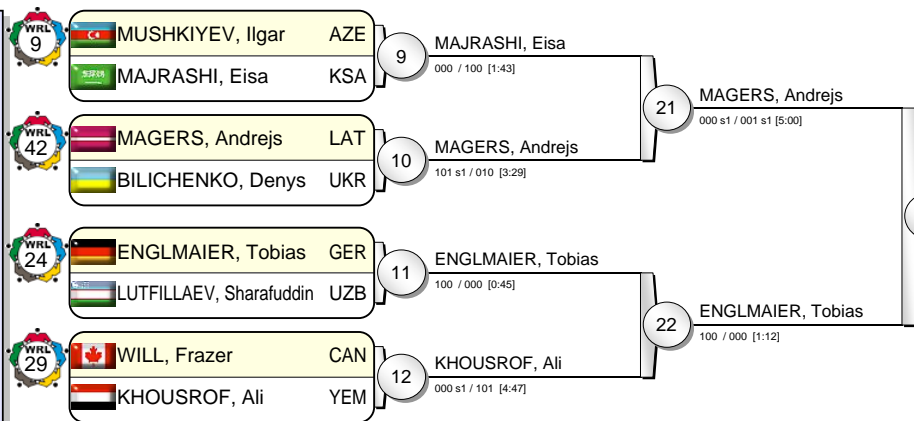 WRL
9
MUSHKIYEV, Ilgar AZE
MAJRASHI, Eisa KSA
9
MAJRASHI, Eisa
000 / 100 [1:43]
WRL
42
MAGERS, Andrejs LAT
BILICHENKO, Denys UKR
10
MAGERS, Andrejs
101 s1 / 010 [3:29]
21
MAGERS, Andrejs
000 s1 / 001 s1 [5:00]
WRL
24
ENGLMAIER, Tobias GER
LUTFILLAEV, Sharafuddin UZB
11
ENGLMAIER, Tobias
100 / 000 [0:45]
WRL
29
WILL, Frazer CAN
KHOUSROF, Ali YEM
12
KHOUSROF, Ali
000 s1 / 101 [4:47]
22
ENGLMAIER, Tobias
100 / 000 [1:12]